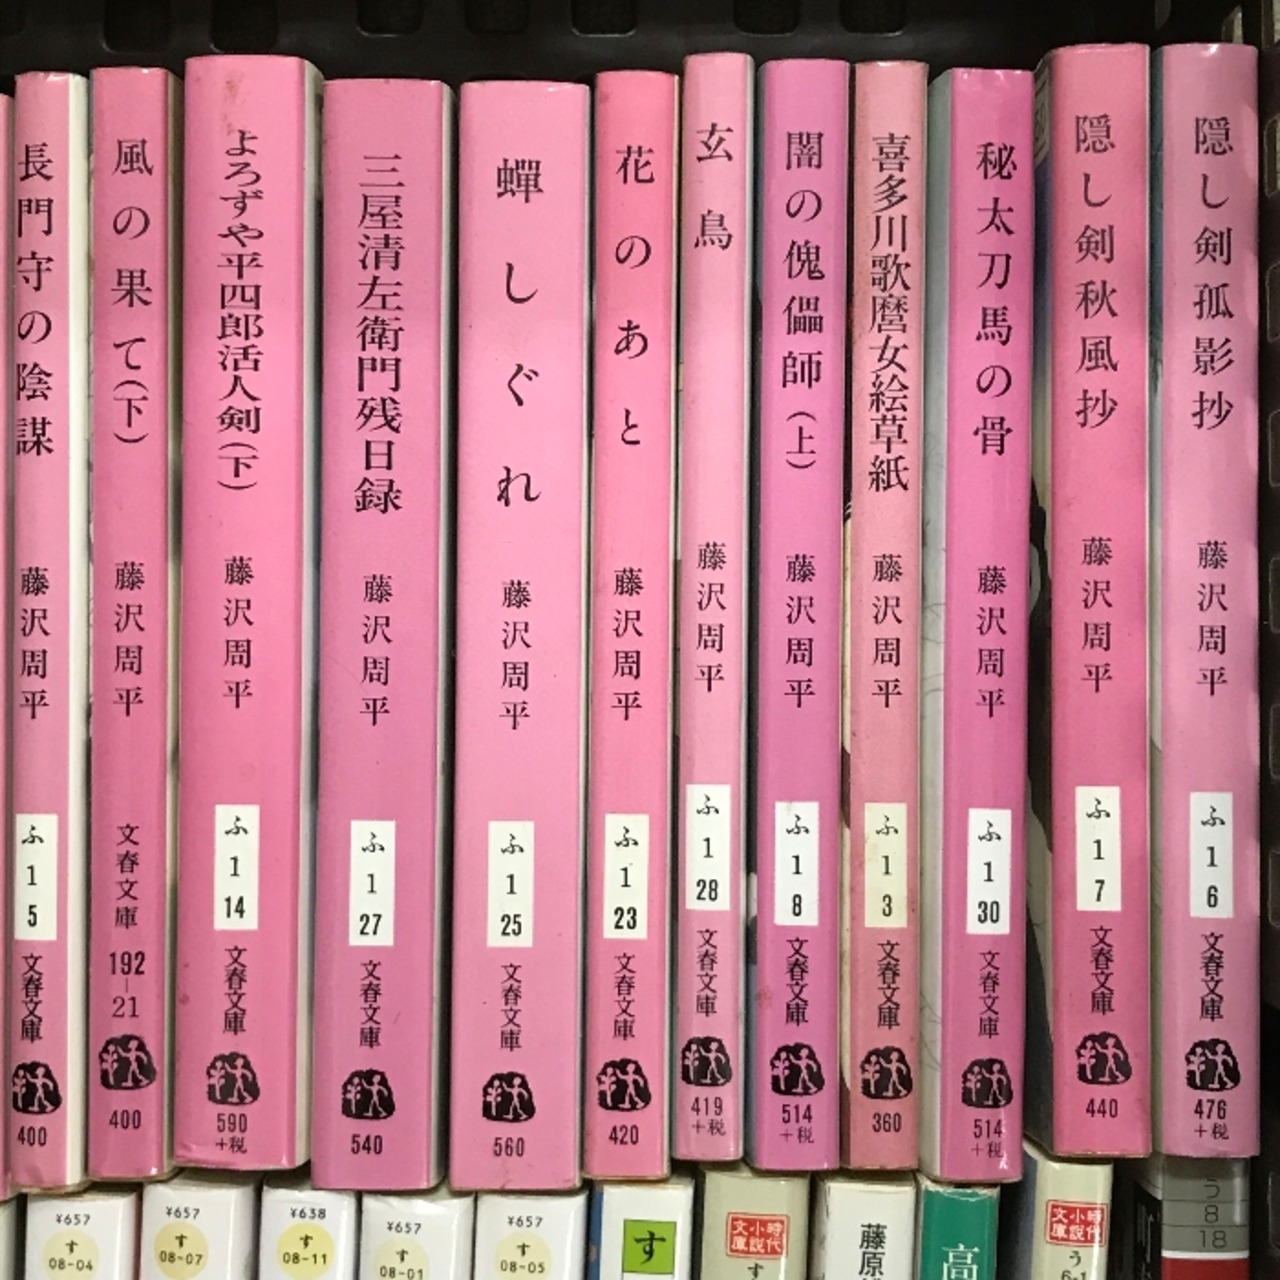 長門守の陰謀
藤沢周平
ふ
1
5
文春文庫
400
風の果て(下)
藤沢周平
文春文庫
192-21
400
よろずや平四郎活人剣(下)
藤沢周平
ふ
1
14
文春文庫
590
+税
三屋清左衛門残日録
藤沢周平
ふ
1
27
文春文庫
540
蟬しぐれ
藤沢周平
ふ
1
25
文春文庫
560
花のあと
藤沢周平
ふ
1
23
文春文庫
420
玄鳥
藤沢周平
ふ
1
28
文春文庫
419
+税
闇の傀儡師(上)
藤沢周平
ふ
1
8
文春文庫
514
+税
喜多川歌麿女絵草紙
藤沢周平
ふ
1
3
文春文庫
360
秘太刀馬の骨
藤沢周平
ふ
1
30
文春文庫
514
+税
隠し剣秋風抄
藤沢周平
ふ
1
7
文春文庫
440
隠し剣孤影抄
藤沢周平
ふ
1
6
文春文庫
476
+税
¥657
す
08-04
¥657
す
08-07
¥638
す
08-11
¥657
す
08-01
¥657
す
08-05
す
時代小説文庫
す
藤原
高
時代小説文庫
う
6-1
う
8
18